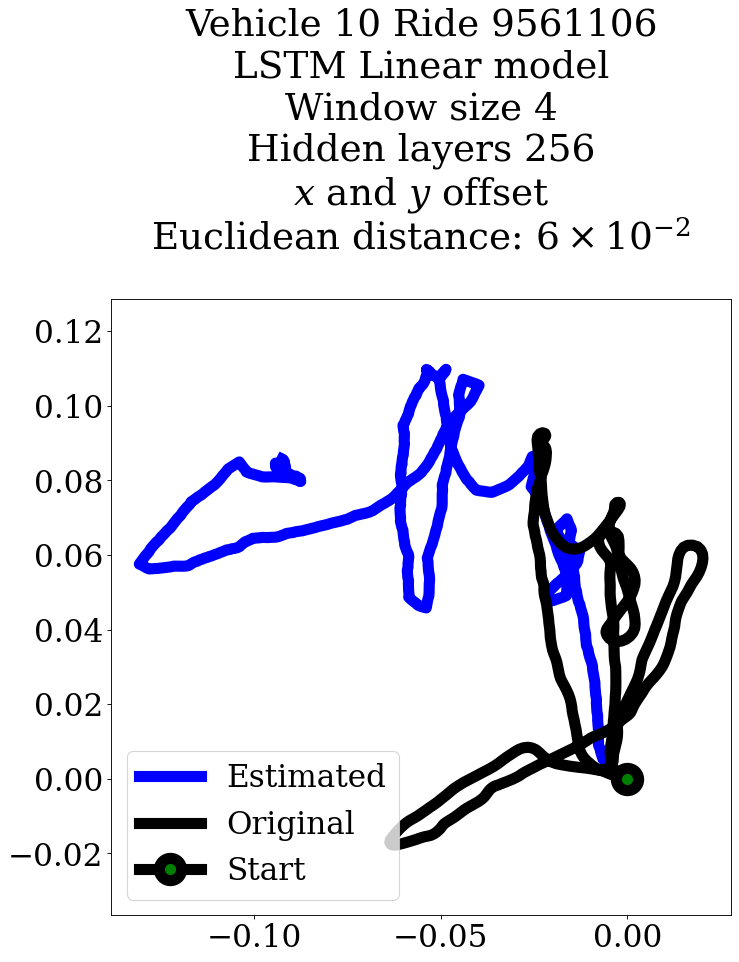 Vehicle 10 Ride 9561106
LSTM Linear model
Window size 4
Hidden layers 256
x and y offset
Euclidean distance: 6 × 10⁻²
0.12
0.10
0.08
0.06
0.04
0.02
0.00
−0.02
Estimated
Original
Start
−0.10
−0.05
0.00